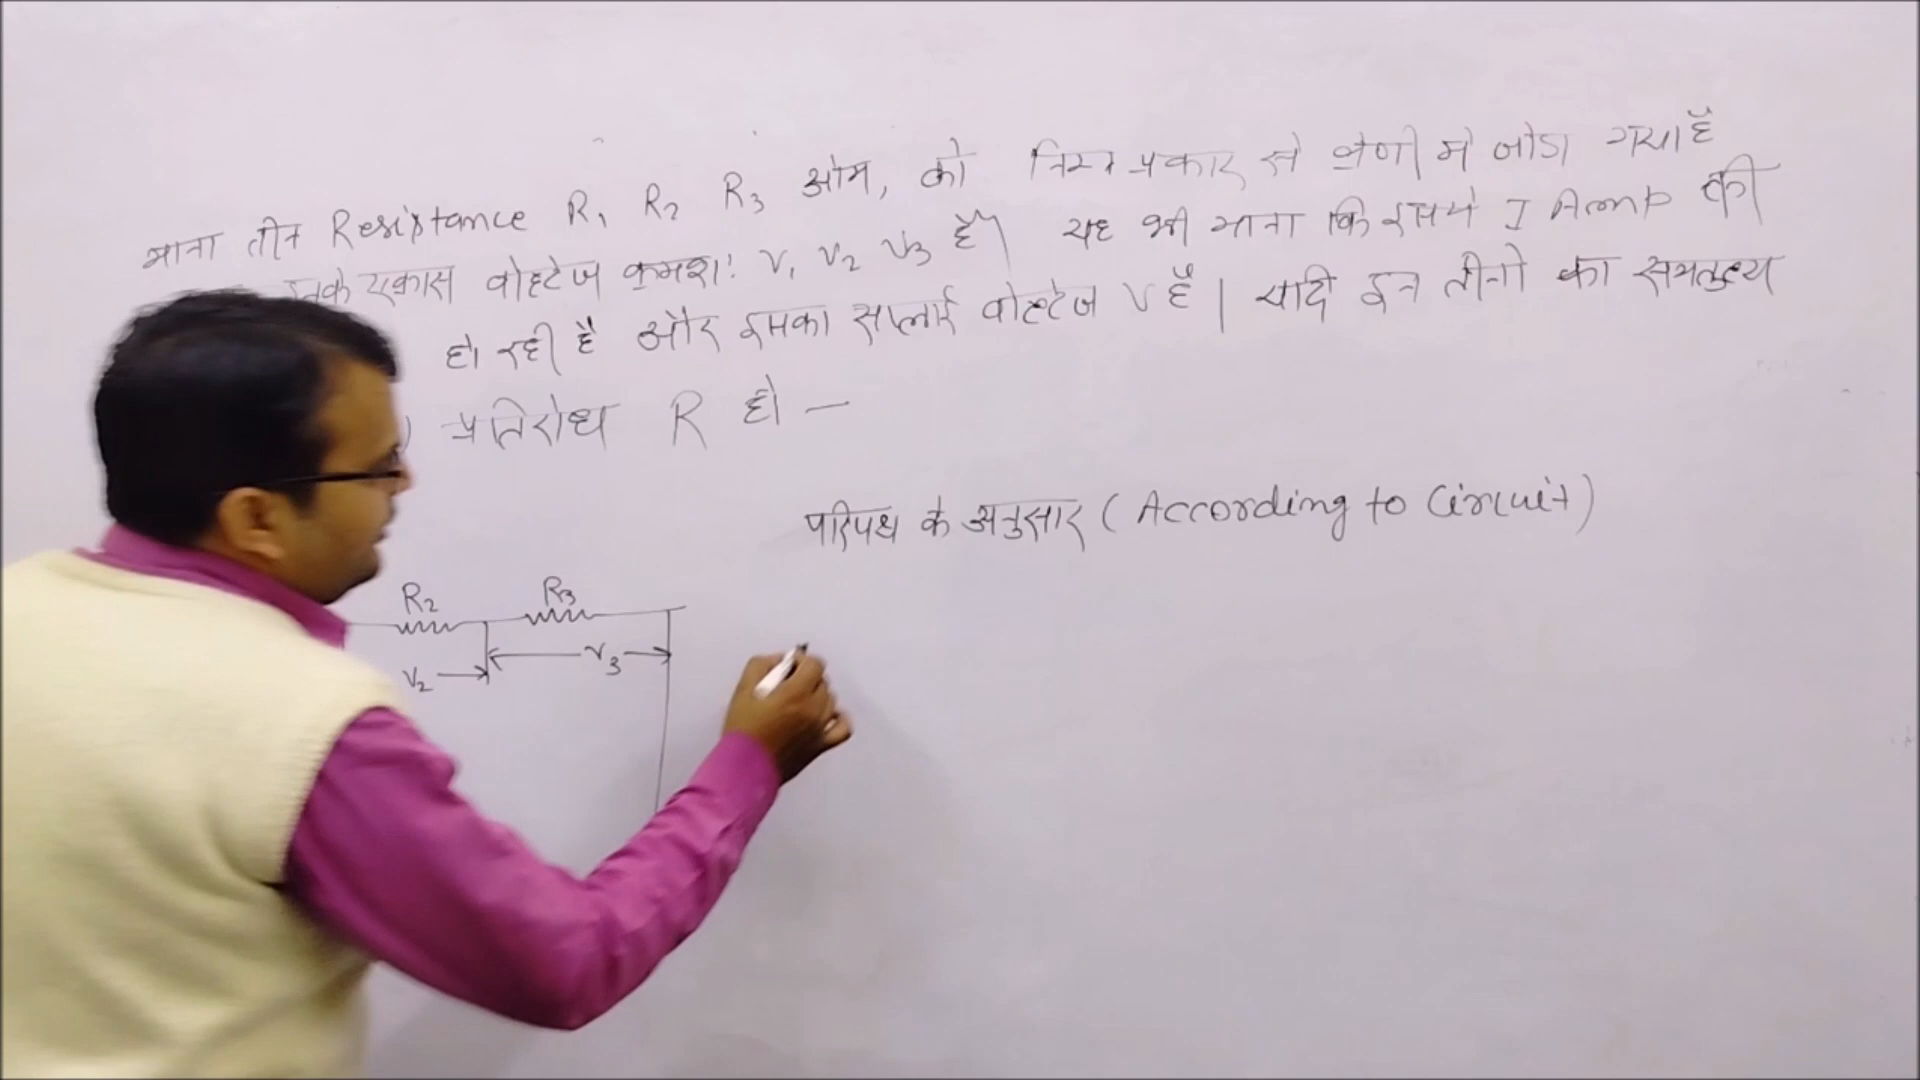 माना तीन Resistance R₁ R₂ R₃ ओम, को निम्न प्रकार से श्रेणी मे जोडा गया है
इनके एक्रास वोल्टेज क्रमशः V₁ V₂ V₃ है। यह भी माना कि इसमे I Amp की
हो रही है और इसका सप्लाई वोल्टेज V है। यादी इन तीनो का समतुल्य
प्रतिरोध R हो —
परिपथ के अनुसार ( According to Circuit )
R₂ R₃
V₂ V₃